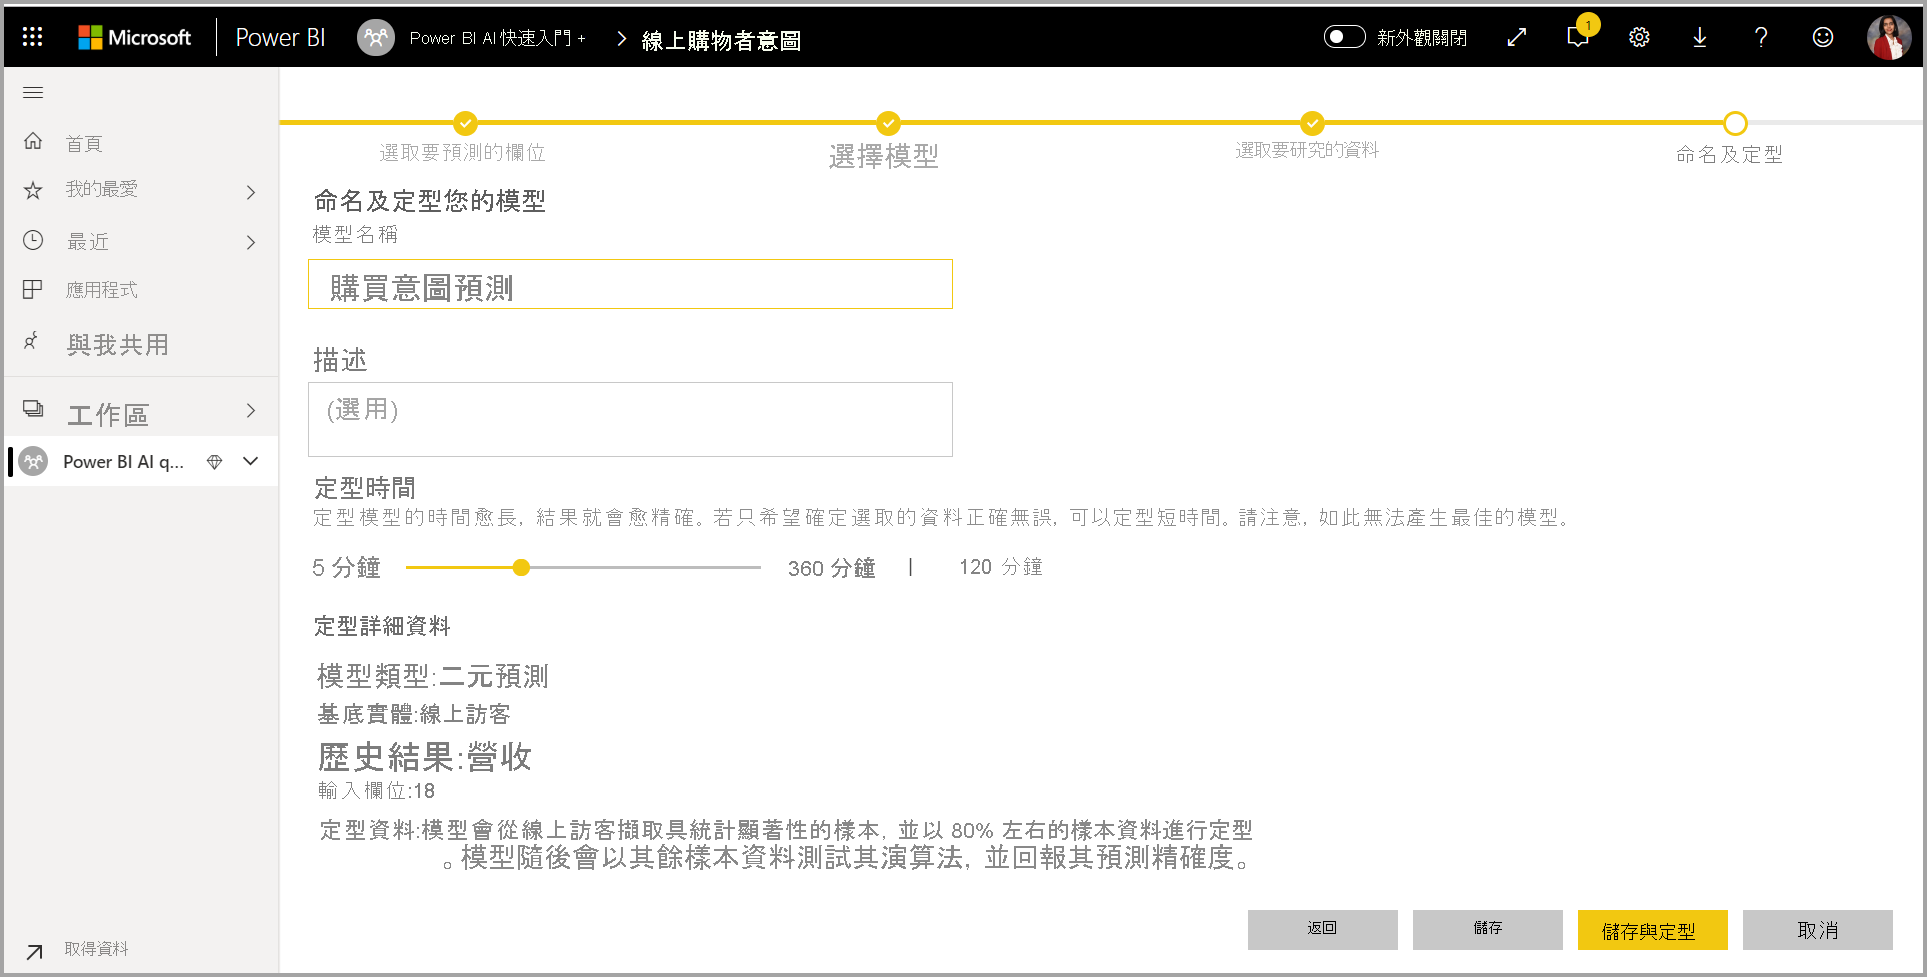 Microsoft
Power BI
Power BI AI 快速入門 +
線上購物者意圖
新外觀關閉
1
首頁
我的最愛
最近
應用程式
與我共用
工作區
Power BI AI q...
取得資料
選取要預測的欄位
選擇模型
選取要研究的資料
命名及定型
命名及定型您的模型
模型名稱
購買意圖預測
描述
(選用)
定型時間
定型模型的時間愈長, 結果就會愈精確。若只希望確定選取的資料正確無誤, 可以定型短時間。請注意, 如此無法產生最佳的模型。
5 分鐘 360 分鐘 | 120 分鐘
定型詳細資料
模型類型:二元預測
基底實體:線上訪客
歷史結果:營收
輸入欄位:18
定型資料:模型會從線上訪客擷取具統計顯著性的樣本, 並以 80% 左右的樣本資料進行定型
。模型隨後會以其餘樣本資料測試其演算法, 並回報其預測精確度。
返回
儲存
儲存與定型
取消